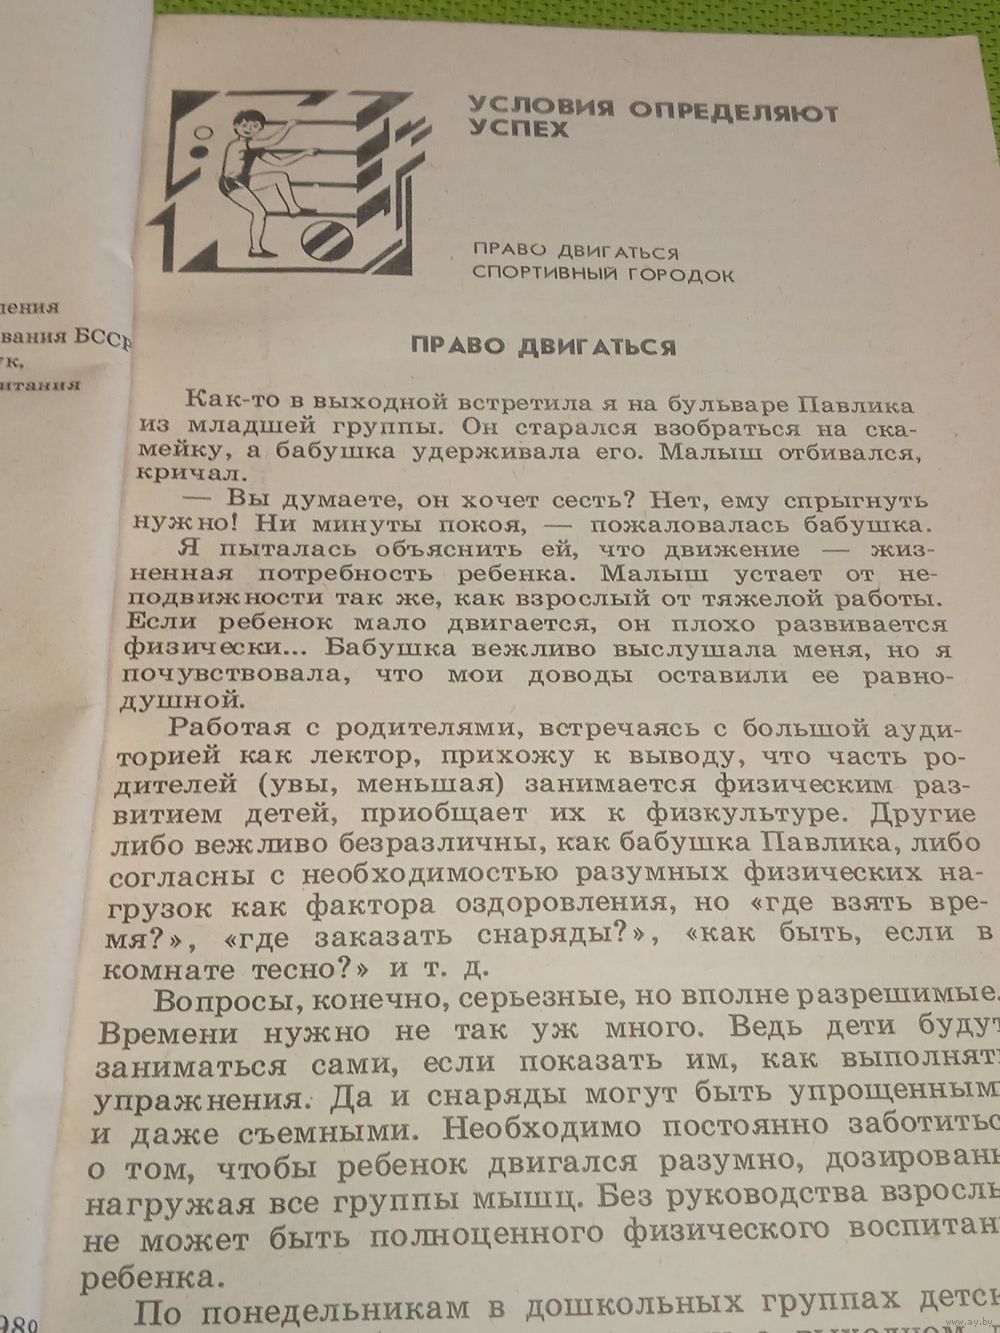 вания БССР
УСЛОВИЯ ОПРЕДЕЛЯЮТ
УСПЕХ
ПРАВО ДВИГАТЬСЯ
СПОРТИВНЫЙ ГОРОДОК
ПРАВО ДВИГАТЬСЯ
Как-то в выходной встретила я на бульваре Павлика
из младшей группы. Он старался взобраться на ска-
мейку, а бабушка удерживала его. Малыш отбивался,
кричал.
— Вы думаете, он хочет сесть? Нет, ему спрыгнуть
нужно! Ни минуты покоя, — пожаловалась бабушка.
Я пыталась объяснить ей, что движение — жиз-
ненная потребность ребенка. Малыш устает от не-
подвижности так же, как взрослый от тяжелой работы.
Если ребенок мало двигается, он плохо развивается
физически... Бабушка вежливо выслушала меня, но я
почувствовала, что мои доводы оставили ее равно-
душной.
Работая с родителями, встречаясь с большой ауди-
торией как лектор, прихожу к выводу, что часть ро-
дителей (увы, меньшая) занимается физическим раз-
витием детей, приобщает их к физкультуре. Другие
либо вежливо безразличны, как бабушка Павлика, либо
согласны с необходимостью разумных физических на-
грузок как фактора оздоровления, но «где взять вре-
мя?», «где заказать снаряды?», «как быть, если в
комнате тесно?» и т. д.
Вопросы, конечно, серьезные, но вполне разрешимые.
Времени нужно не так уж много. Ведь дети будут
заниматься сами, если показать им, как выполнять
упражнения. Да и снаряды могут быть упрощенным
и даже съемными. Необходимо постоянно заботитьс
о том, чтобы ребенок двигался разумно, дозирован
нагружая все группы мышц. Без руководства взросль
не может быть полноценного физического воспитан
ребенка.
По понедельникам в дошкольных группах детск
www.ay.by